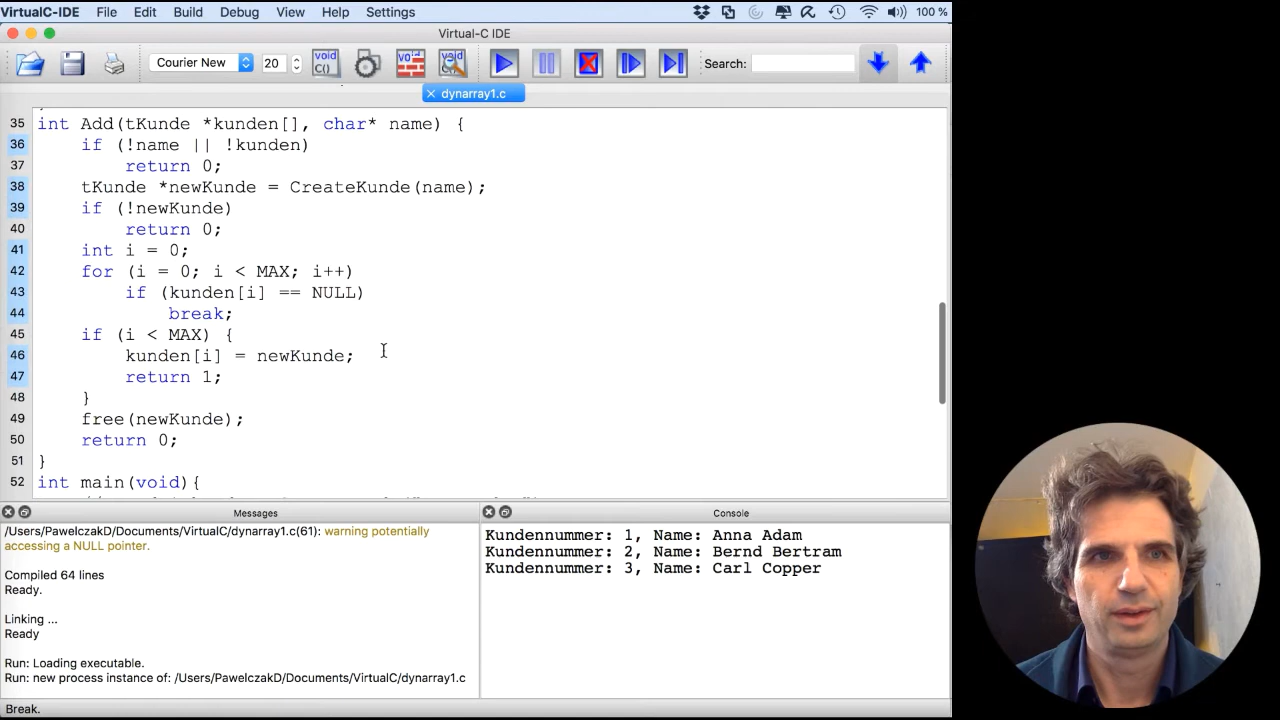 VirtualC-IDE File Edit Build Debug View Help Settings 100 %
Virtual-C IDE
Courier New 20 void C() void void Search:
dynarray1.c
35 int Add(tKunde *kunden[], char* name) {
36 if (!name || !kunden)
37 return 0;
38 tKunde *newKunde = CreateKunde(name);
39 if (!newKunde)
40 return 0;
41 int i = 0;
42 for (i = 0; i < MAX; i++)
43 if (kunden[i] == NULL)
44 break;
45 if (i < MAX) {
46 kunden[i] = newKunde;
47 return 1;
48 }
49 free(newKunde);
50 return 0;
51 }
52 int main(void){
Messages
/Users/PawelczakD/Documents/VirtualC/dynarray1.c(61): warning potentially
accessing a NULL pointer.
Compiled 64 lines
Ready.
Linking ...
Ready
Run: Loading executable.
Run: new process instance of: /Users/PawelczakD/Documents/VirtualC/dynarray1.c
Console
Kundennummer: 1, Name: Anna Adam
Kundennummer: 2, Name: Bernd Bertram
Kundennummer: 3, Name: Carl Copper
Break.